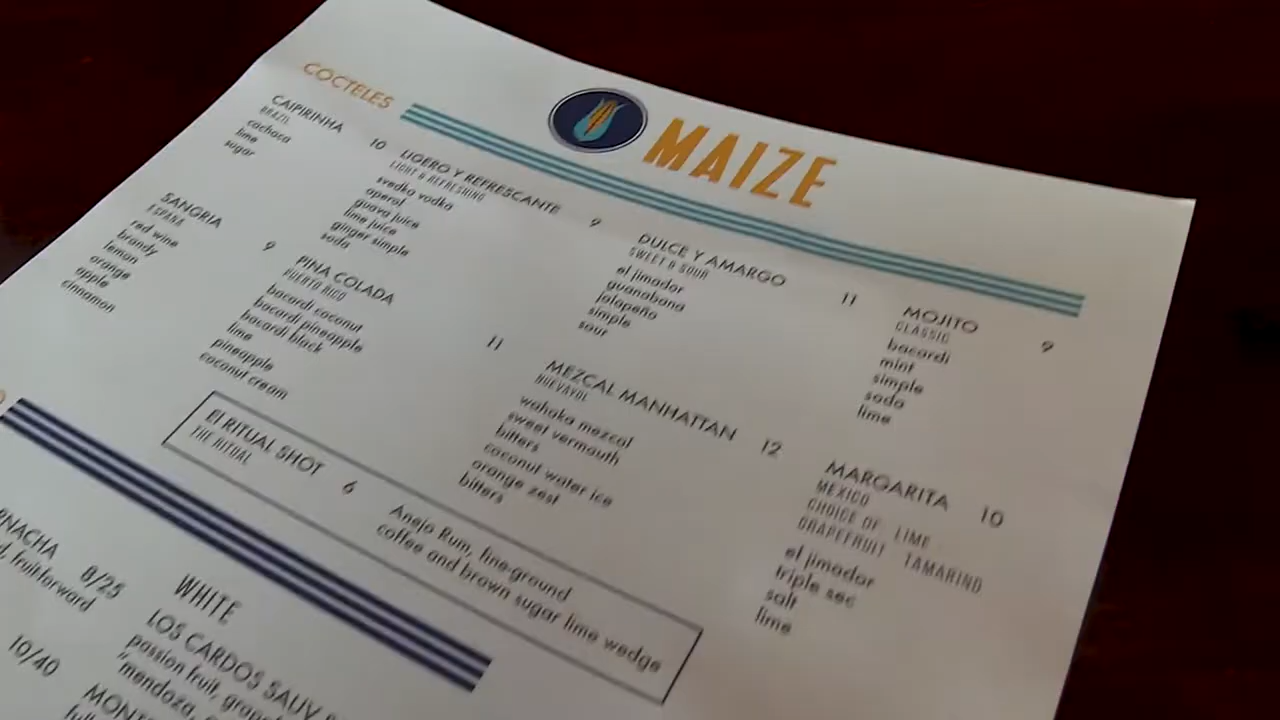 MAIZE
COCTELES
CAIPIRINHA 10
BRAZIL
cachaca
lime
sugar
SANGRIA 9
ESPAÑA
red wine
brandy
lemon
orange
apple
cinnamon
LIGERO Y REFRESCANTE 9
LIGHT & REFRESHING
svedka vodka
aperol
guava juice
lime juice
ginger simple
soda
PINA COLADA 11
PUERTO RICO
bacardi coconut
bacardi pineapple
bacardi black
lime
pineapple
coconut cream
DULCE Y AMARGO 11
SWEET & SOUR
el jimador
guanabana
jalapeño
simple
sour
MEZCAL MANHATTAN 12
wahaka mezcal
sweet vermouth
bitters
coconut water ice
orange zest
bitters
MOJITO 9
CLASSIC
bacardi
mint
simple
soda
lime
MARGARITA 10
MEXICO
CHOICE OF: LIME
GRAPEFRUIT TAMARIND
el jimador
triple sec
salt
lime
El RITUAL SHOT 6
THE RITUAL
Anejo Rum, fine-ground
coffee and brown sugar lime wedge
RNACHA 8/25
d, fruitforward
10/40
WHITE
LOS CARDOS SAUV
passion fruit,
mendoza,